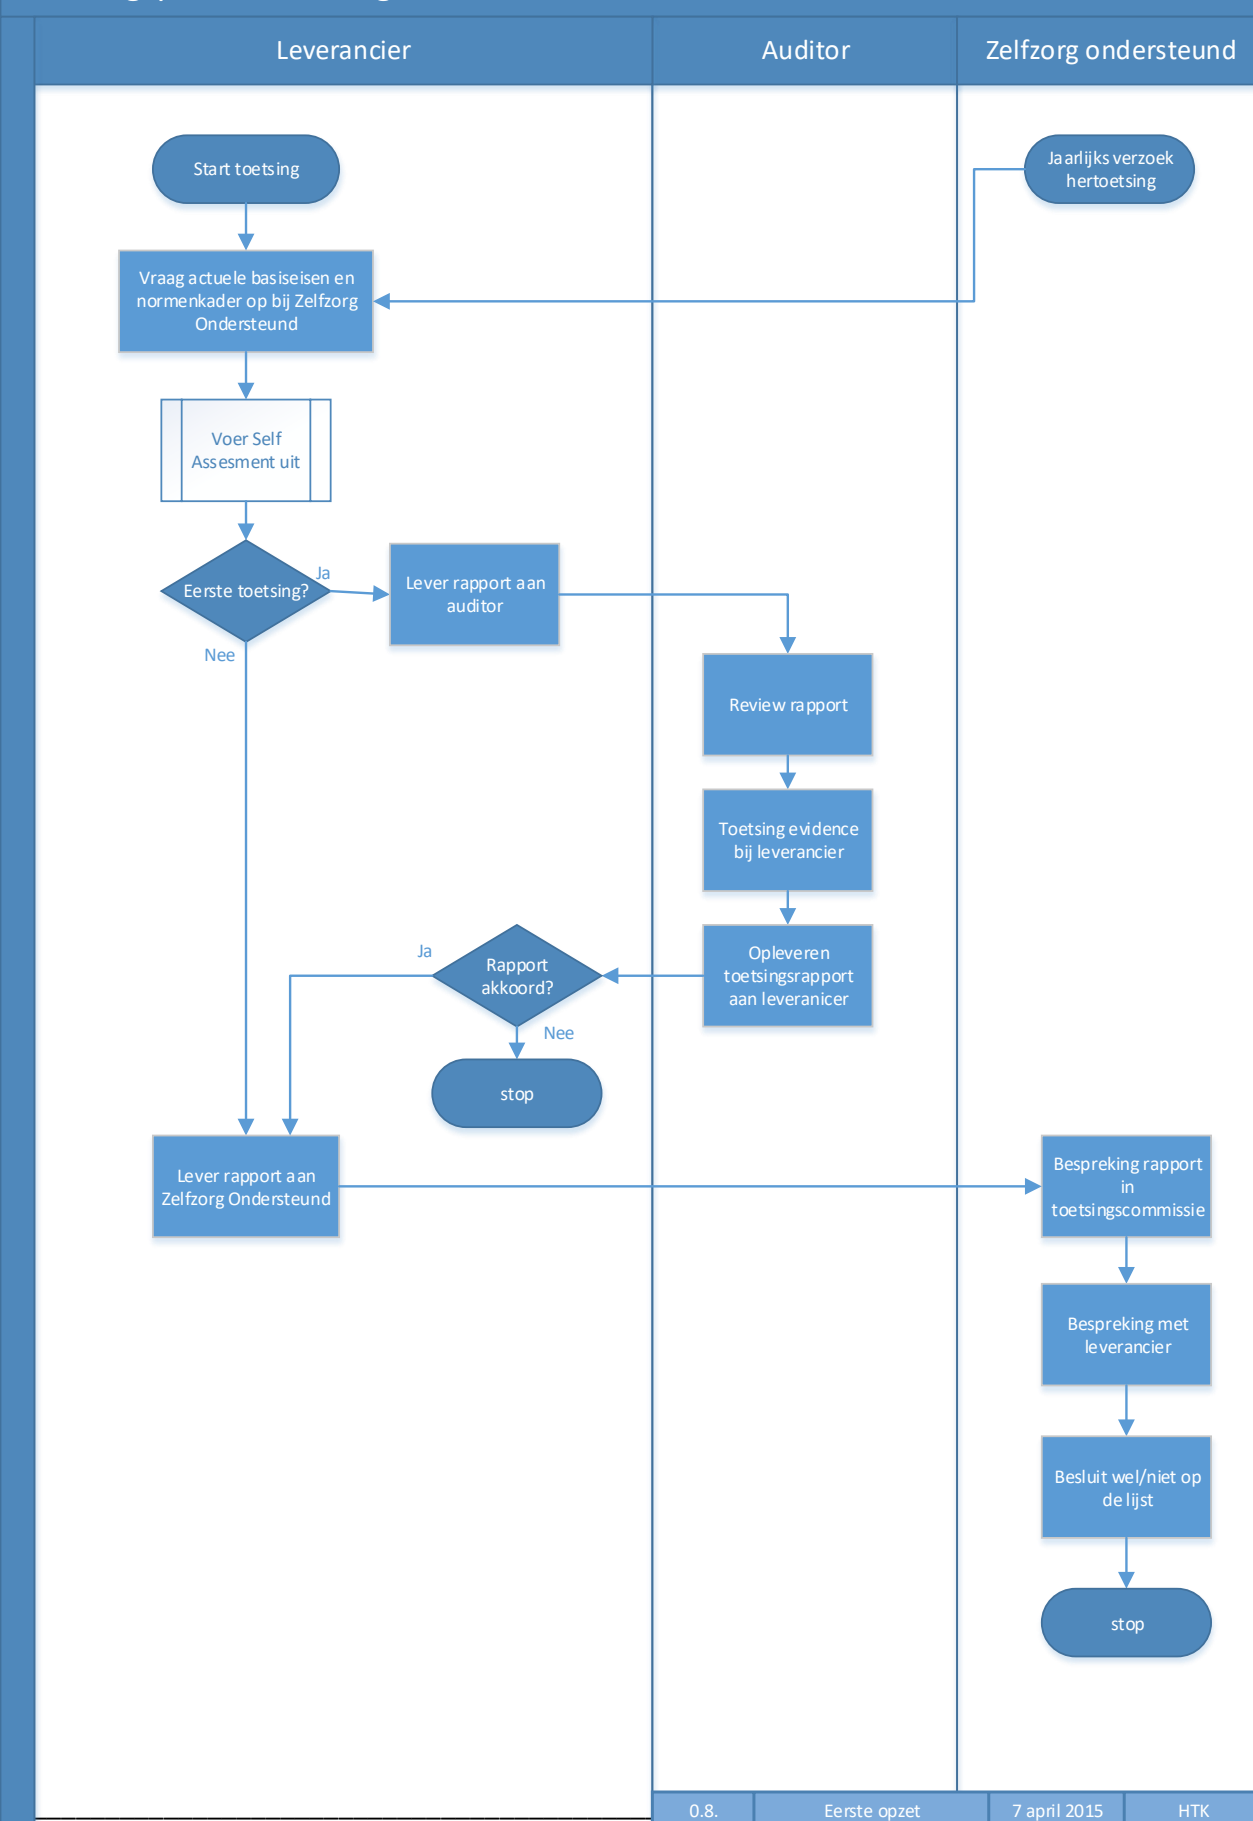 Leverancier
Auditor
Zelfzorg ondersteund
Start toetsing
Jaarlijks verzoek
hertoetsing
Vraag actuele basiseisen en
normenkader op bij Zelfzorg
Ondersteund
Voer Self
Assesment uit
Eerste toetsing?
Ja
Nee
Lever rapport aan
auditor
Review rapport
Toetsing evidence
bij leverancier
Opleveren
toetsingsrapport
aan leveranicer
Rapport
akkoord?
Ja
Nee
stop
Lever rapport aan
Zelfzorg Ondersteund
Bespreking rapport
in
toetsingscommissie
Bespreking met
leverancier
Besluit wel/niet op
de lijst
stop
0.8.
Eerste opzet
7 april 2015
HTK